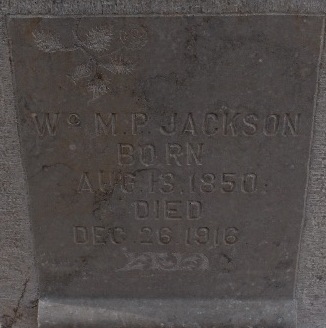 Wᵐ M.P. JACKSON
BORN
AUG 13, 1850.
DIED
DEC 26 1916